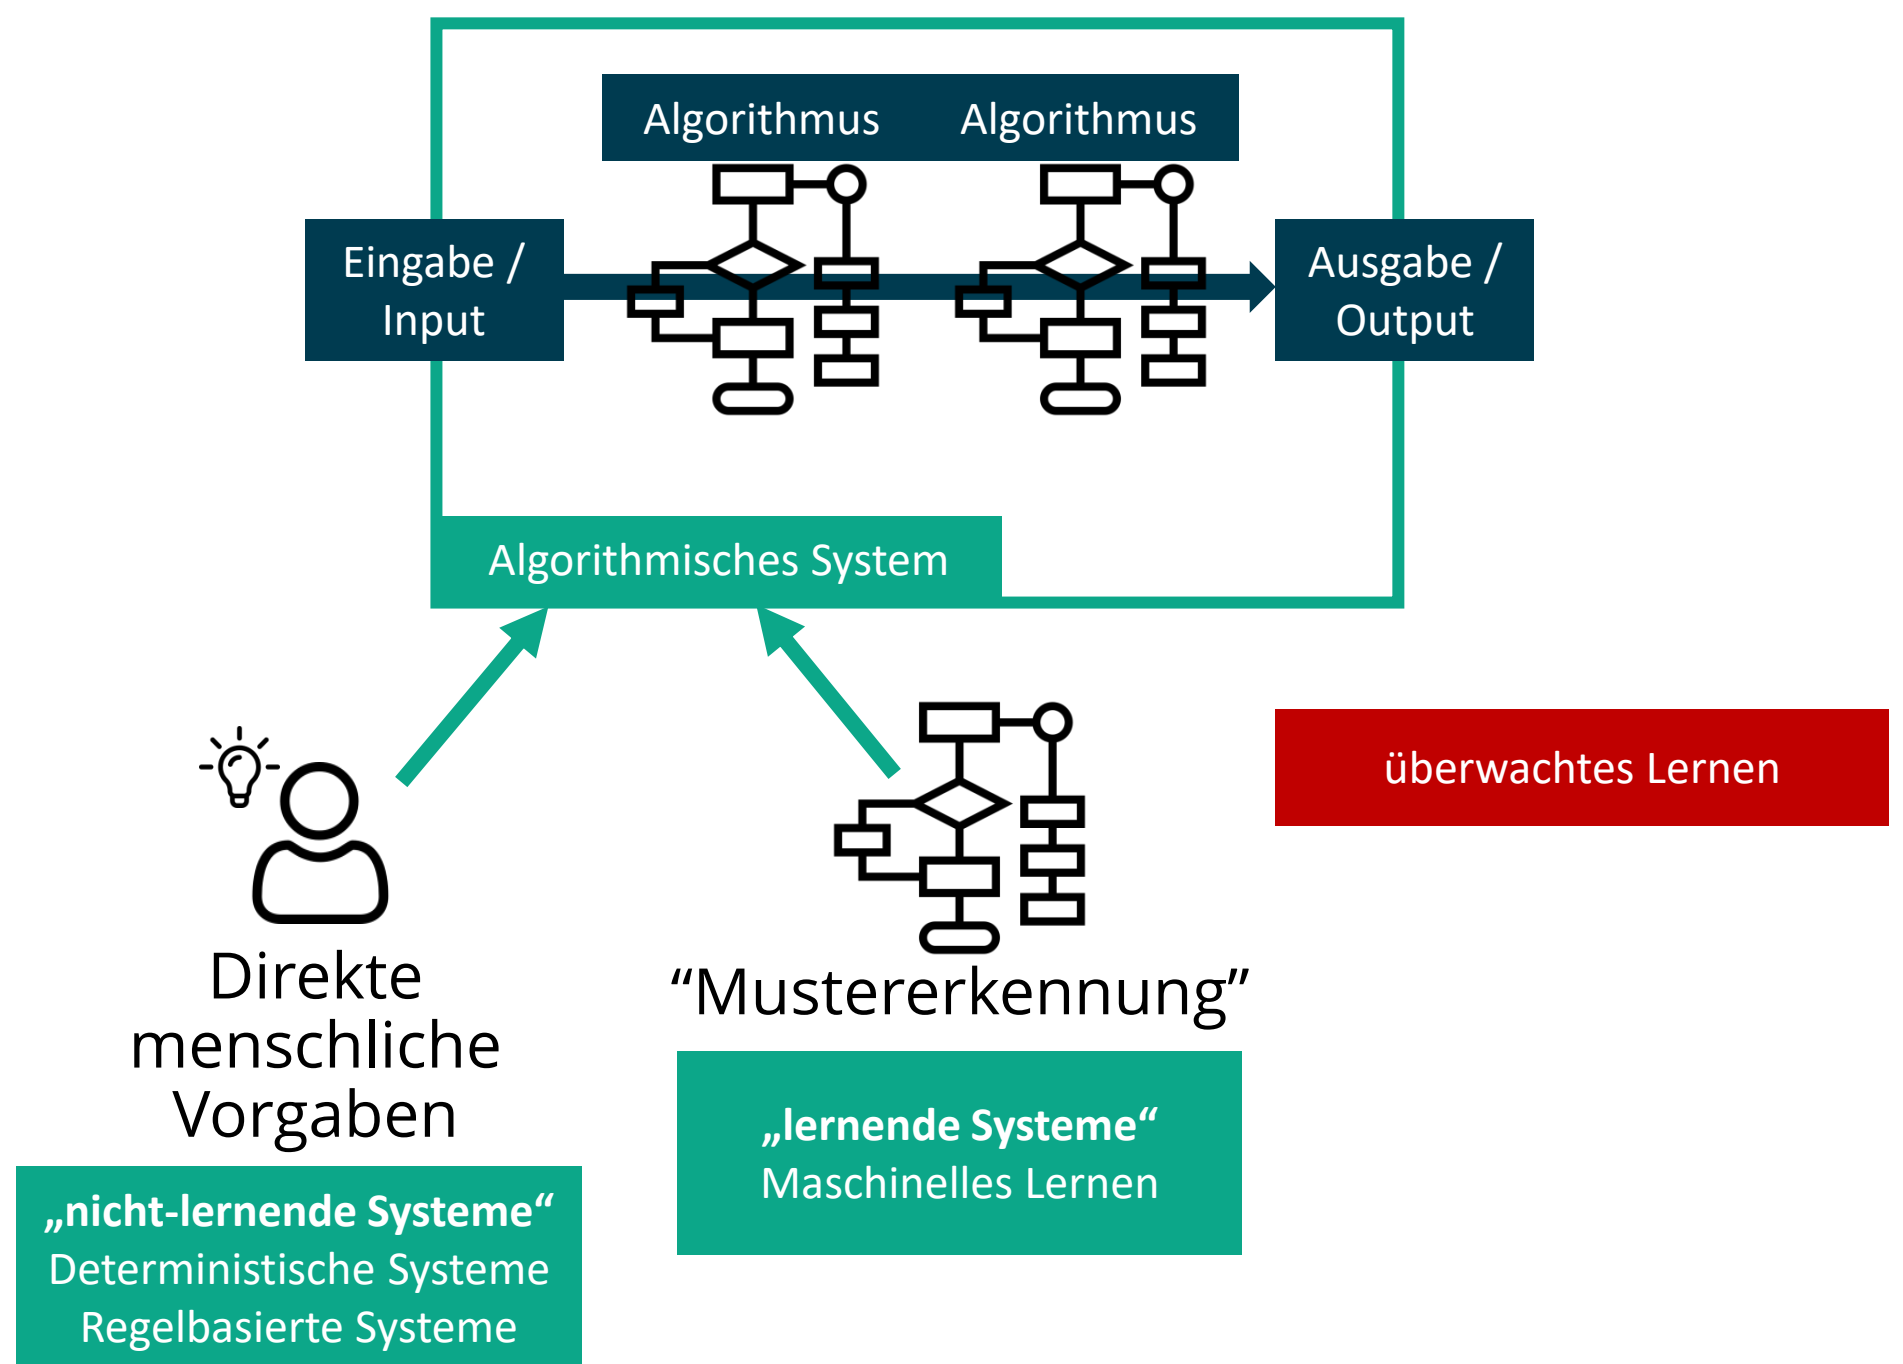 Algorithmus
Algorithmus
Eingabe /
Input
Ausgabe /
Output
Algorithmisches System
überwachtes Lernen
Direkte
menschliche
Vorgaben
“Mustererkennung”
„lernende Systeme“
Maschinelles Lernen
„nicht-lernende Systeme“
Deterministische Systeme
Regelbasierte Systeme